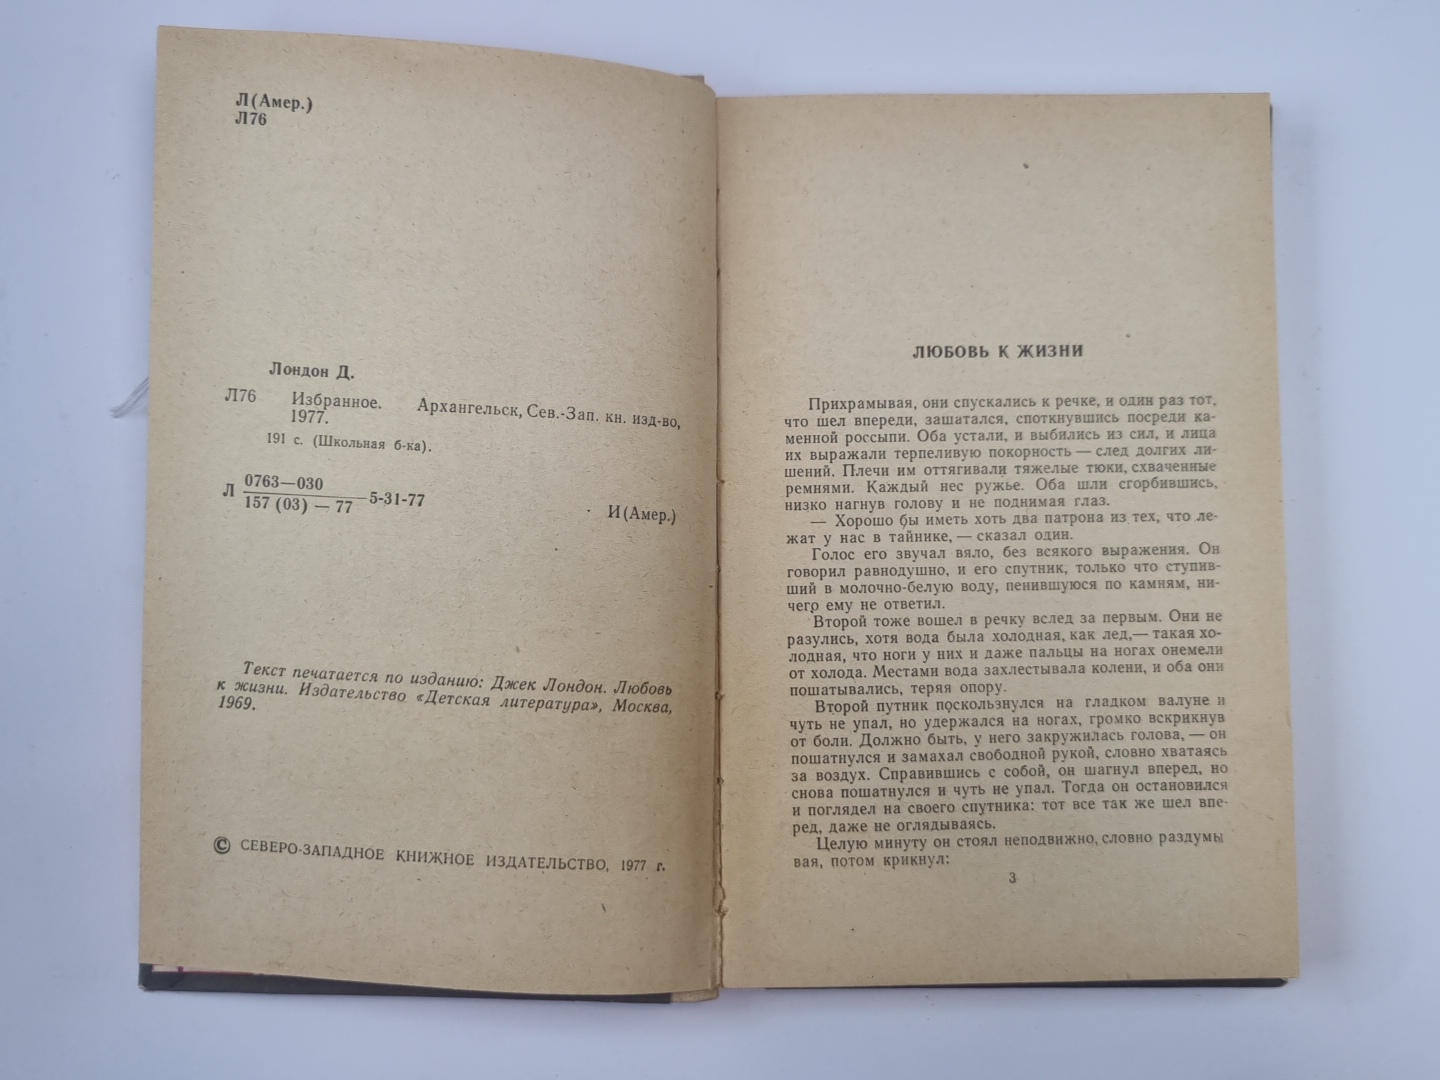 Л(Амер.)
Л76
Лондон Д.
Л76 Избранное. Архангельск, Сев.-Зап. кн. изд-во,
1977.
191 с. (Школьная б-ка).
Л 0763—030
157 (03) — 77 —5-31-77
И(Амер.)
Текст печатается по изданию: Джек Лондон. Любовь
к жизни. Издательство «Детская литература», Москва,
1969.
© СЕВЕРО-ЗАПАДНОЕ КНИЖНОЕ ИЗДАТЕЛЬСТВО, 1977 г.
ЛЮБОВЬ К ЖИЗНИ
Прихрамывая, они спускались к речке, и один раз тот,
что шел впереди, зашатался, споткнувшись посреди ка-
менной россыпи. Оба устали, и выбились из сил, и лица
их выражали терпеливую покорность — след долгих ли-
шений. Плечи им оттягивали тяжелые тюки, схваченные
ремнями. Каждый нес ружье. Оба шли сгорбившись,
низко нагнув голову и не поднимая глаз.
— Хорошо бы иметь хоть два патрона из тех, что ле-
жат у нас в тайнике, — сказал один.
Голос его звучал вяло, без всякого выражения. Он
говорил равнодушно, и его спутник, только что ступив-
ший в молочно-белую воду, пенившуюся по камням, ни-
чего ему не ответил.
Второй тоже вошел в речку вслед за первым. Они не
разулись, хотя вода была холодная, как лед,— такая хо-
лодная, что ноги у них и даже пальцы на ногах онемели
от холода. Местами вода захлестывала колени, и оба они
пошатывались, теряя опору.
Второй путник поскользнулся на гладком валуне и
чуть не упал, но удержался на ногах, громко вскрикнув
от боли. Должно быть, у него закружилась голова, — он
пошатнулся и замахал свободной рукой, словно хватаясь
за воздух. Справившись с собой, он шагнул вперед, но
снова пошатнулся и чуть не упал. Тогда он остановился
и поглядел на своего спутника: тот все так же шел впе-
ред, даже не оглядываясь.
Целую минуту он стоял неподвижно, словно раздумы
вая, потом крикнул:
3